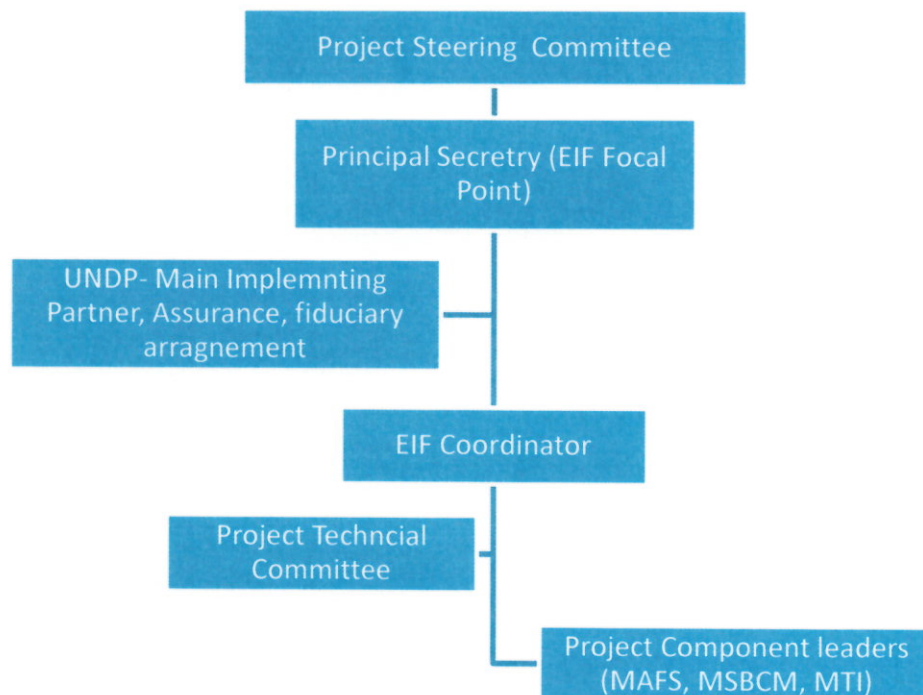 Project Steering Committee
Principal Secretry (EIF Focal
Point)
UNDP- Main Implemnting
Partner, Assurance, fiduciary
arragnement
EIF Coordinator
Project Techncial
Committee
Project Component leaders
(MAFS, MSBCM, MTI)